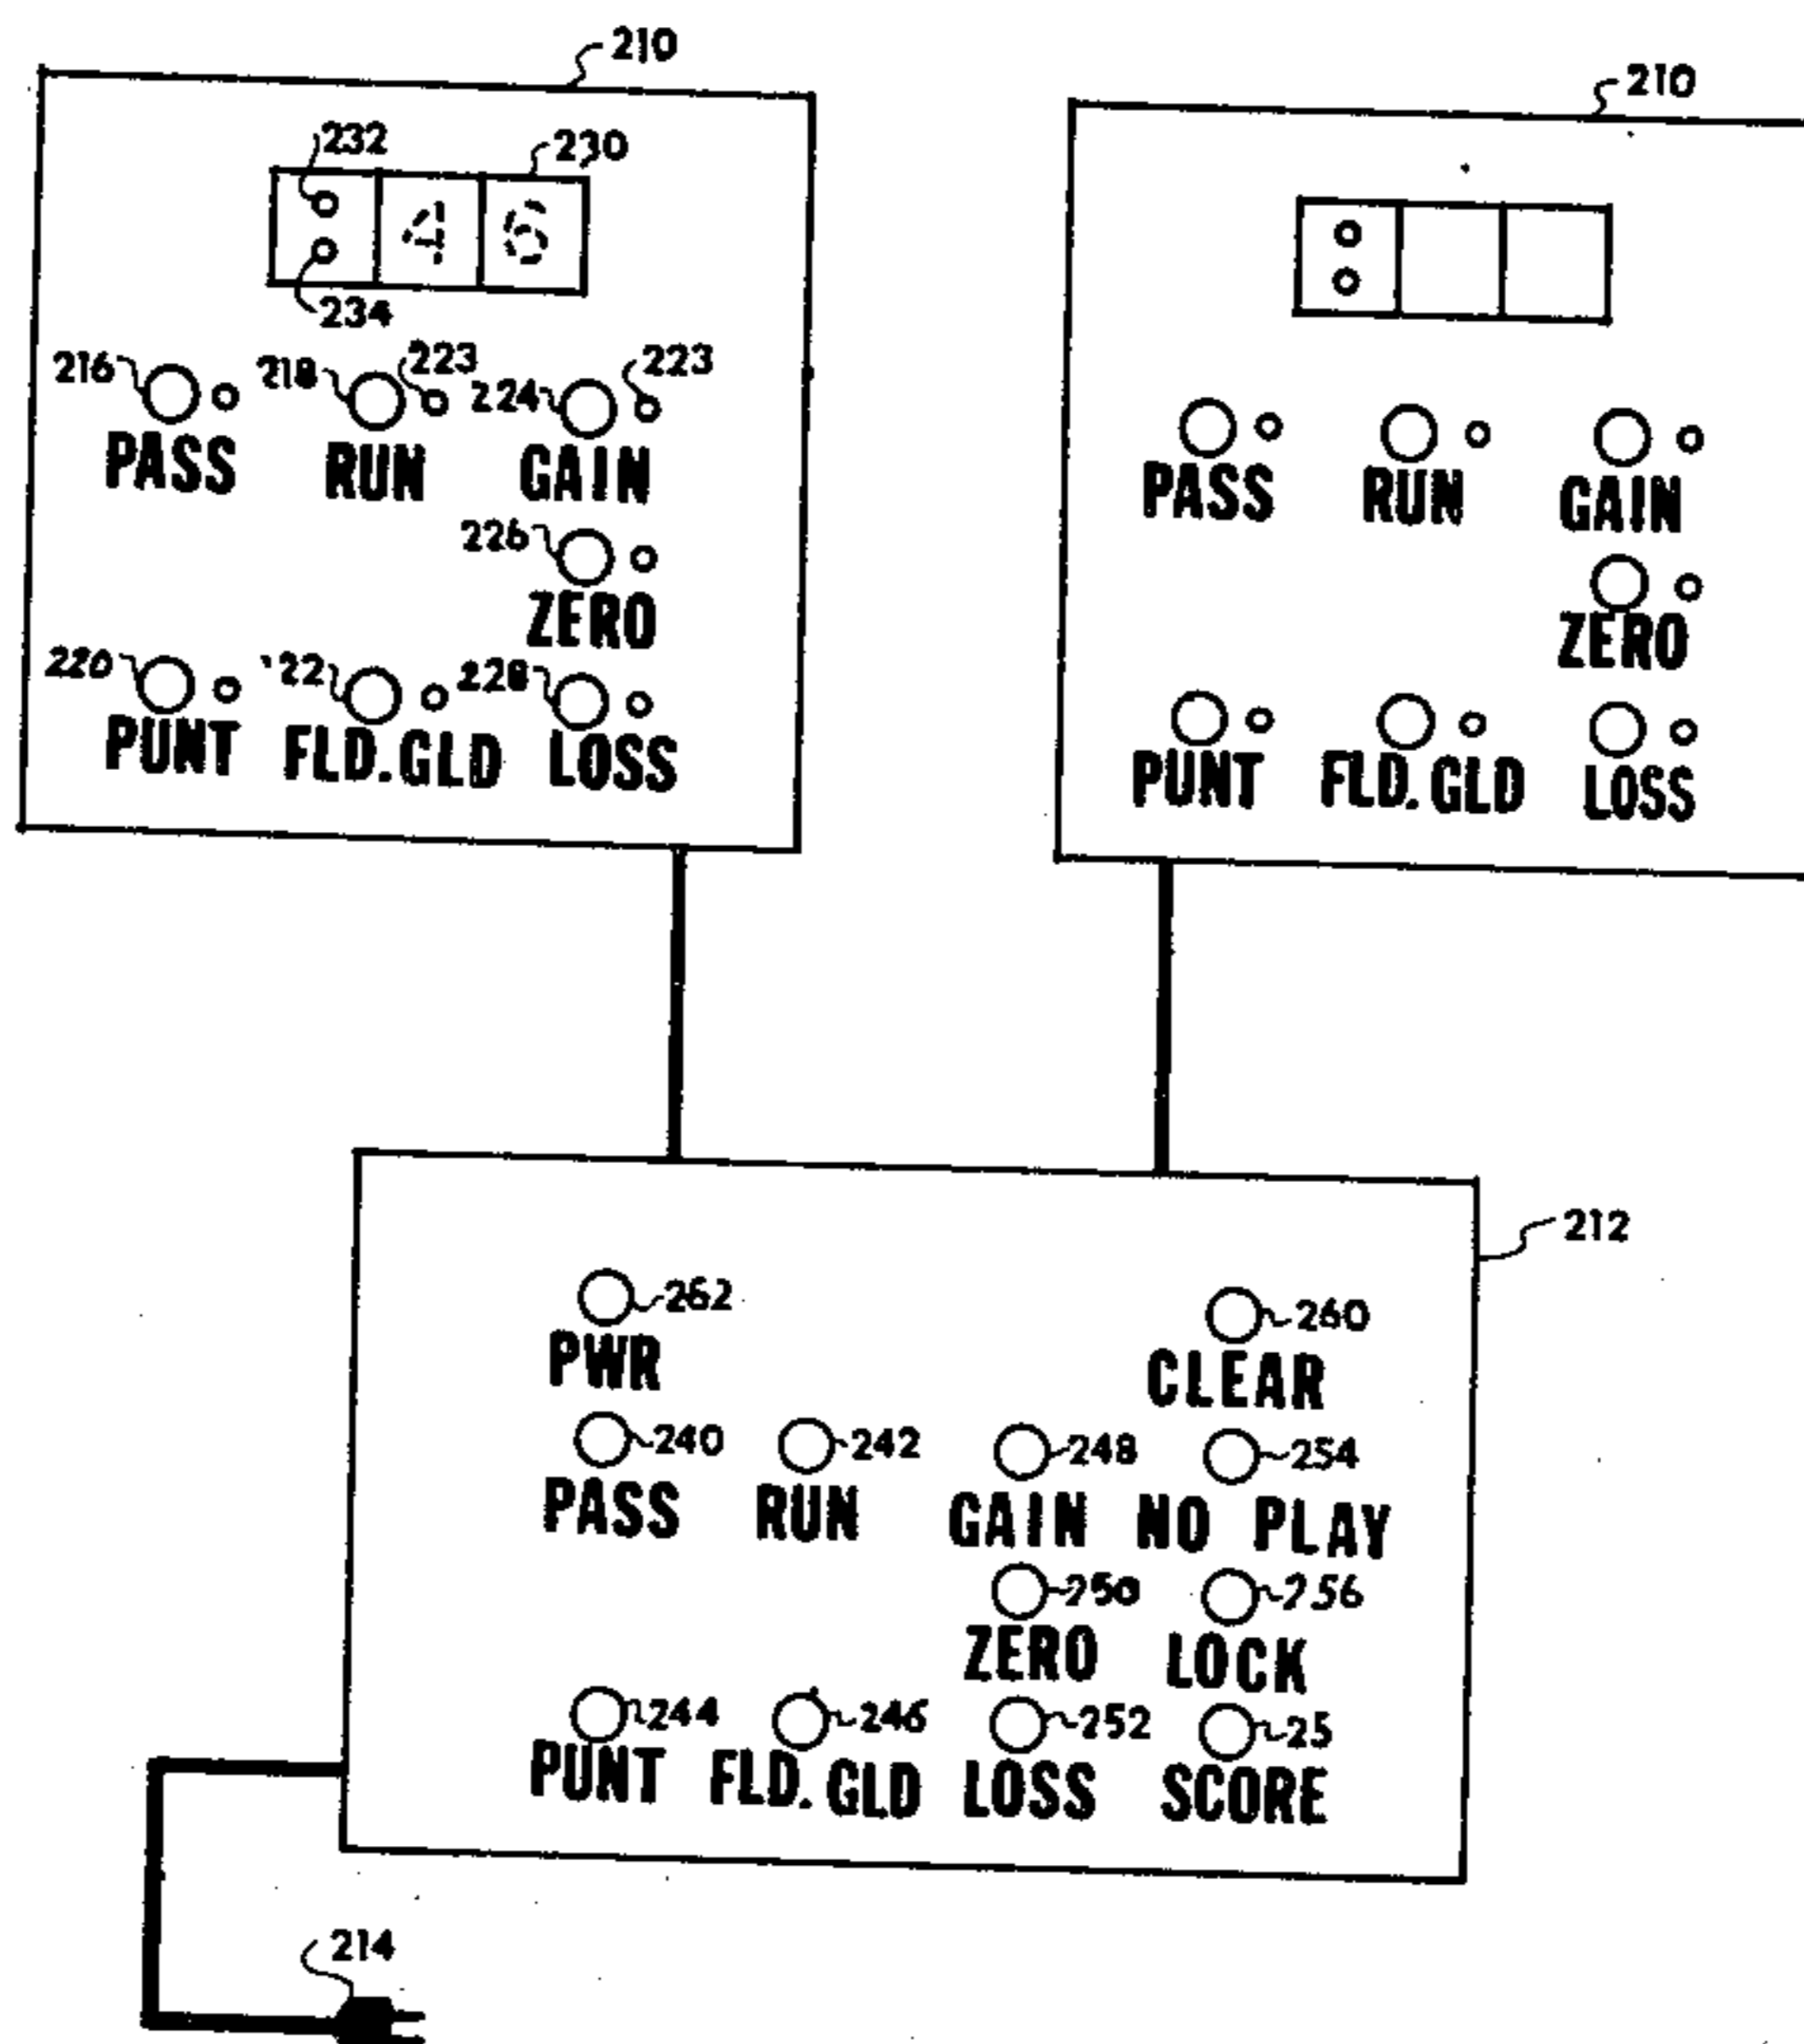 210
210
232
230
4 6
234
216
218
223
224
223
PASS RUN GAIN
PASS RUN GAIN
226
ZERO
ZERO
220
'22
228
PUNT FLD.GLD LOSS
PUNT FLD.GLD LOSS
212
262
260
PWR
CLEAR
240
242
248
254
PASS RUN GAIN NO PLAY
250
256
ZERO LOCK
244
246
252
25
PUNT FLD.GLD LOSS SCORE
214